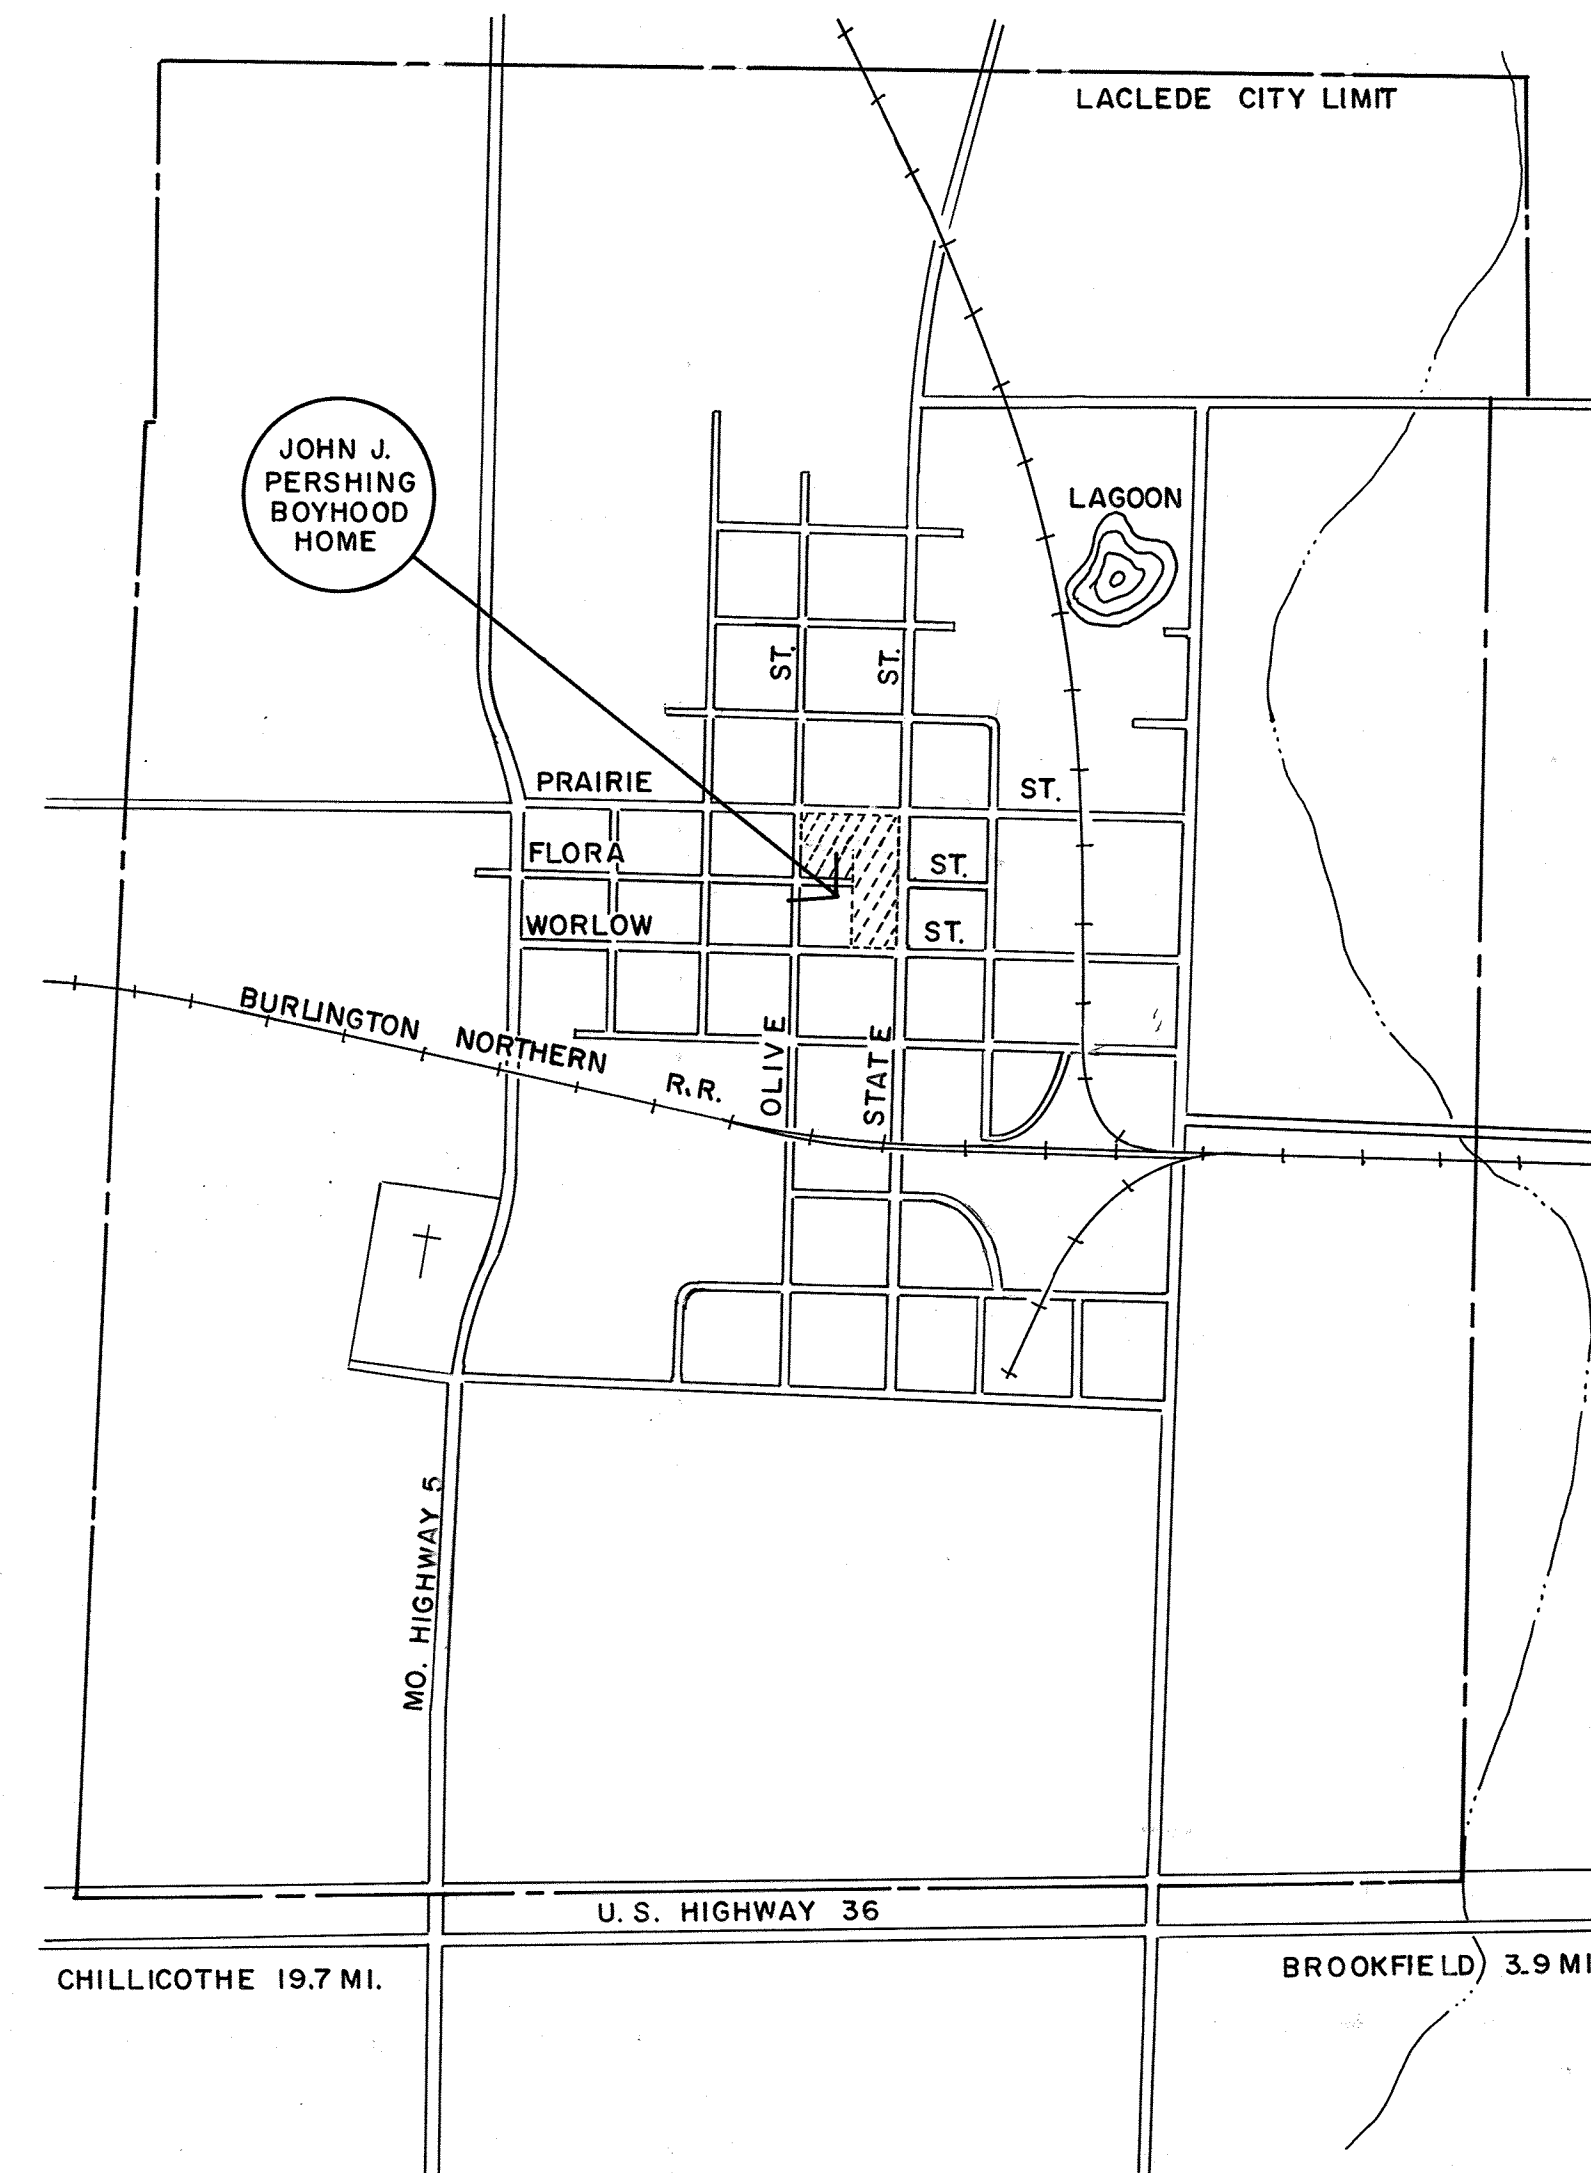 LACLEDE CITY LIMIT
JOHN J.
PERSHING
BOYHOOD
HOME
LAGOON
ST.
ST.
PRAIRIE ST.
FLORA ST.
WORLOW ST.
BURLINGTON NORTHERN R.R.
OLIVE
STATE
MO. HIGHWAY 5
U.S. HIGHWAY 36
CHILLICOTHE 19.7 MI.
BROOKFIELD 3.9 MI